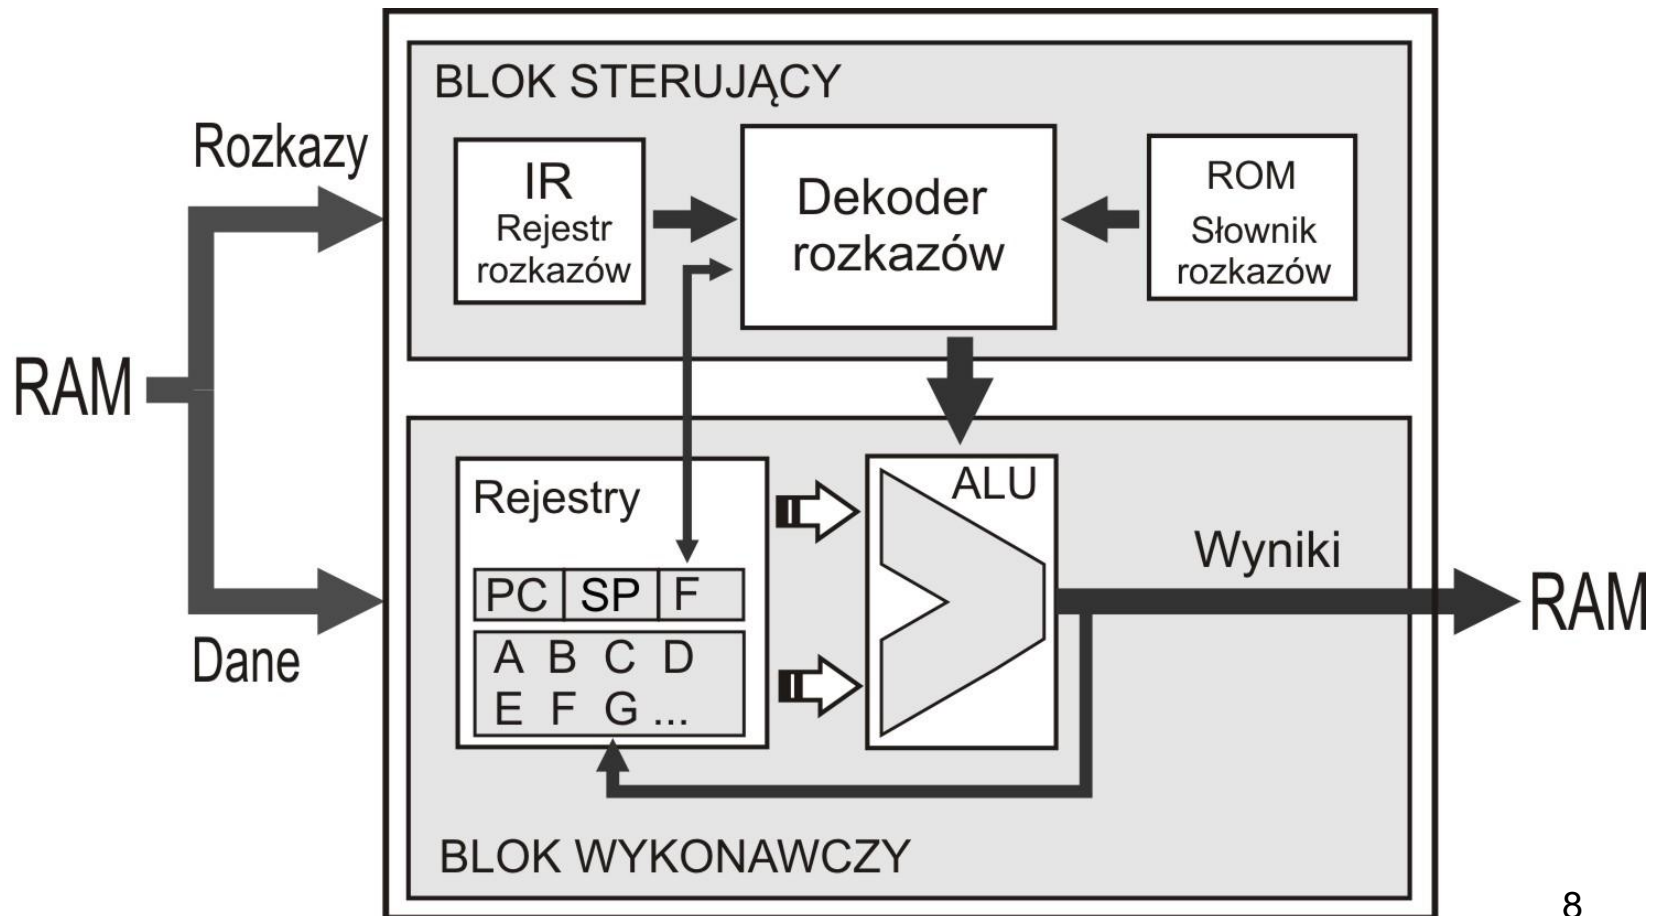 BLOK STERUJĄCY
Rozkazy
IR
Rejestr
rozkazów
Dekoder
rozkazów
ROM
Słownik
rozkazów
RAM
Rejestry
PC SP F
A B C D
E F G ...
ALU
Wyniki
RAM
Dane
BLOK WYKONAWCZY
8